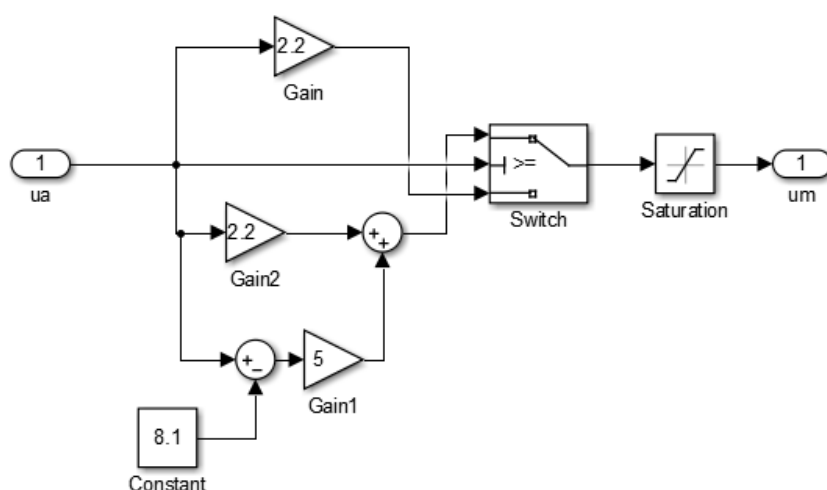 2.2
Gain
1
ua
>=
Switch
Saturation
1
um
2.2
Gain2
+
+
+
−
5
Gain1
8.1
Constant